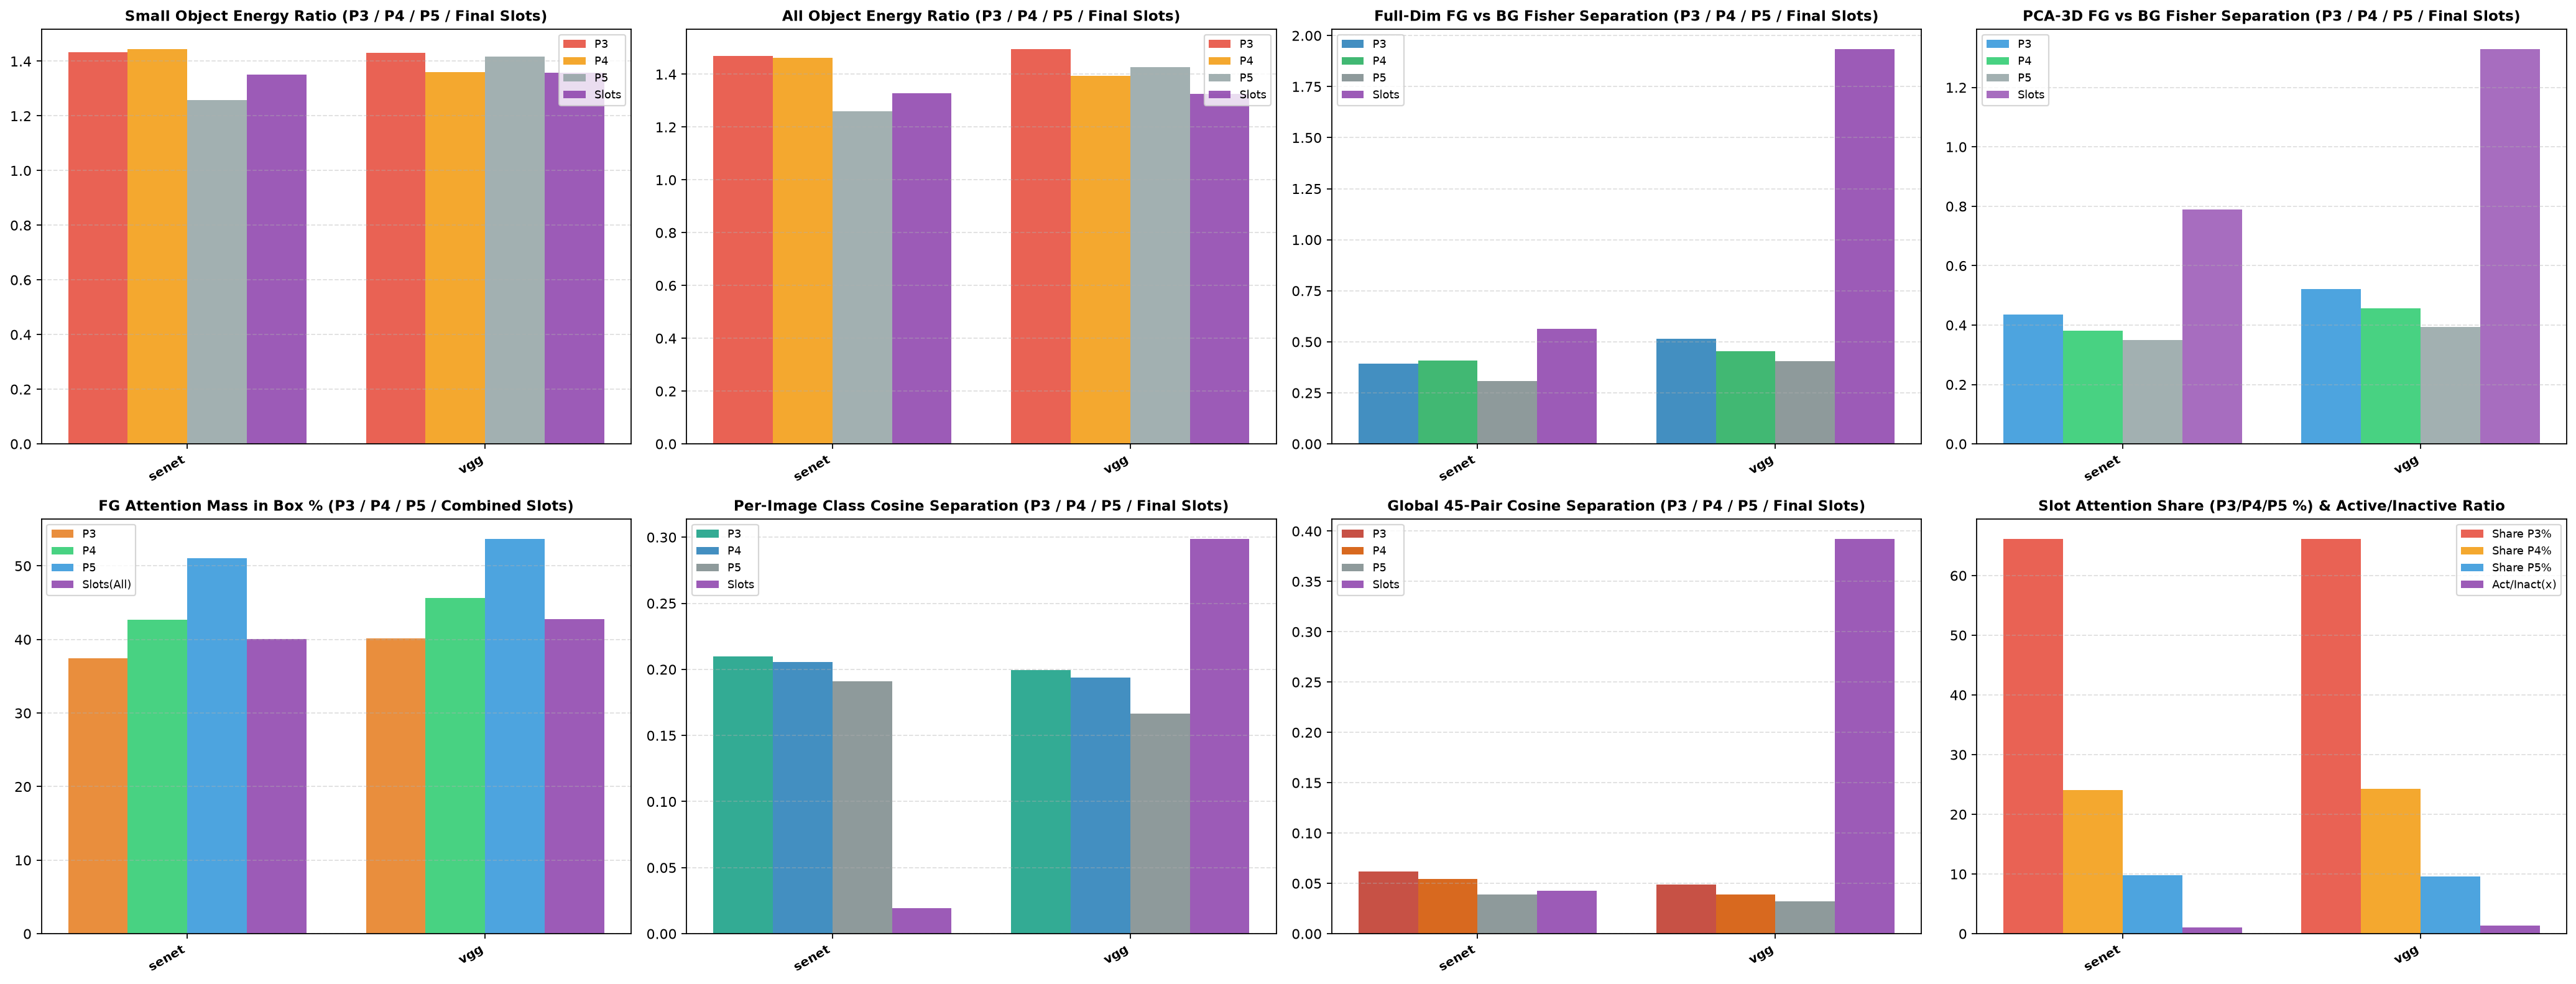 Small Object Energy Ratio (P3 / P4 / P5 / Final Slots)
1.4
1.2
1.0
0.8
0.6
0.4
0.2
0.0
P3
P4
P5
Slots
senet
vgg
All Object Energy Ratio (P3 / P4 / P5 / Final Slots)
1.4
1.2
1.0
0.8
0.6
0.4
0.2
0.0
P3
P4
P5
Slots
senet
vgg
Full-Dim FG vs BG Fisher Separation (P3 / P4 / P5 / Final Slots)
2.00
1.75
1.50
1.25
1.00
0.75
0.50
0.25
0.00
P3
P4
P5
Slots
senet
vgg
PCA-3D FG vs BG Fisher Separation (P3 / P4 / P5 / Final Slots)
1.2
1.0
0.8
0.6
0.4
0.2
0.0
P3
P4
P5
Slots
senet
vgg
FG Attention Mass in Box % (P3 / P4 / P5 / Combined Slots)
50
40
30
20
10
0
P3
P4
P5
Slots(All)
senet
vgg
Per-Image Class Cosine Separation (P3 / P4 / P5 / Final Slots)
0.30
0.25
0.20
0.15
0.10
0.05
0.00
P3
P4
P5
Slots
senet
vgg
Global 45-Pair Cosine Separation (P3 / P4 / P5 / Final Slots)
0.40
0.35
0.30
0.25
0.20
0.15
0.10
0.05
0.00
P3
P4
P5
Slots
senet
vgg
Slot Attention Share (P3/P4/P5 %) & Active/Inactive Ratio
60
50
40
30
20
10
0
Share P3%
Share P4%
Share P5%
Act/Inact(x)
senet
vgg